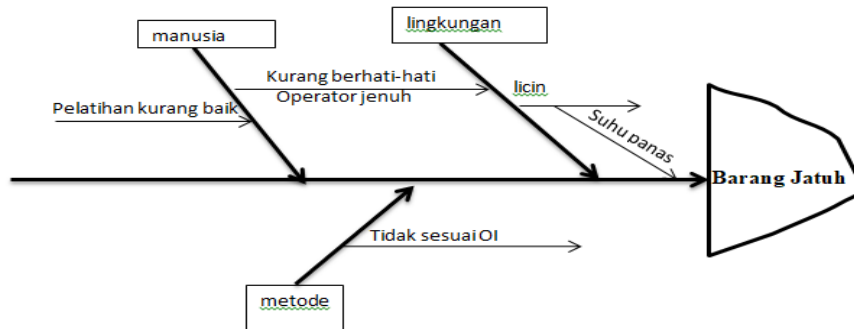 manusia
lingkungan
Kurang berhati-hati
Operator jenuh
licin
Pelatihan kurang baik
Suhu panas
Barang Jatuh
Tidak sesuai OI
metode